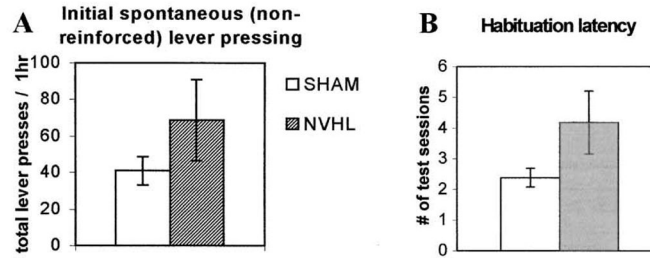 A
Initial spontaneous (non-
reinforced) lever pressing
total lever presses / 1hr
100
80
60
40
20
0
SHAM
NVHL
B
Habituation latency
# of test sessions
6
5
4
3
2
1
0